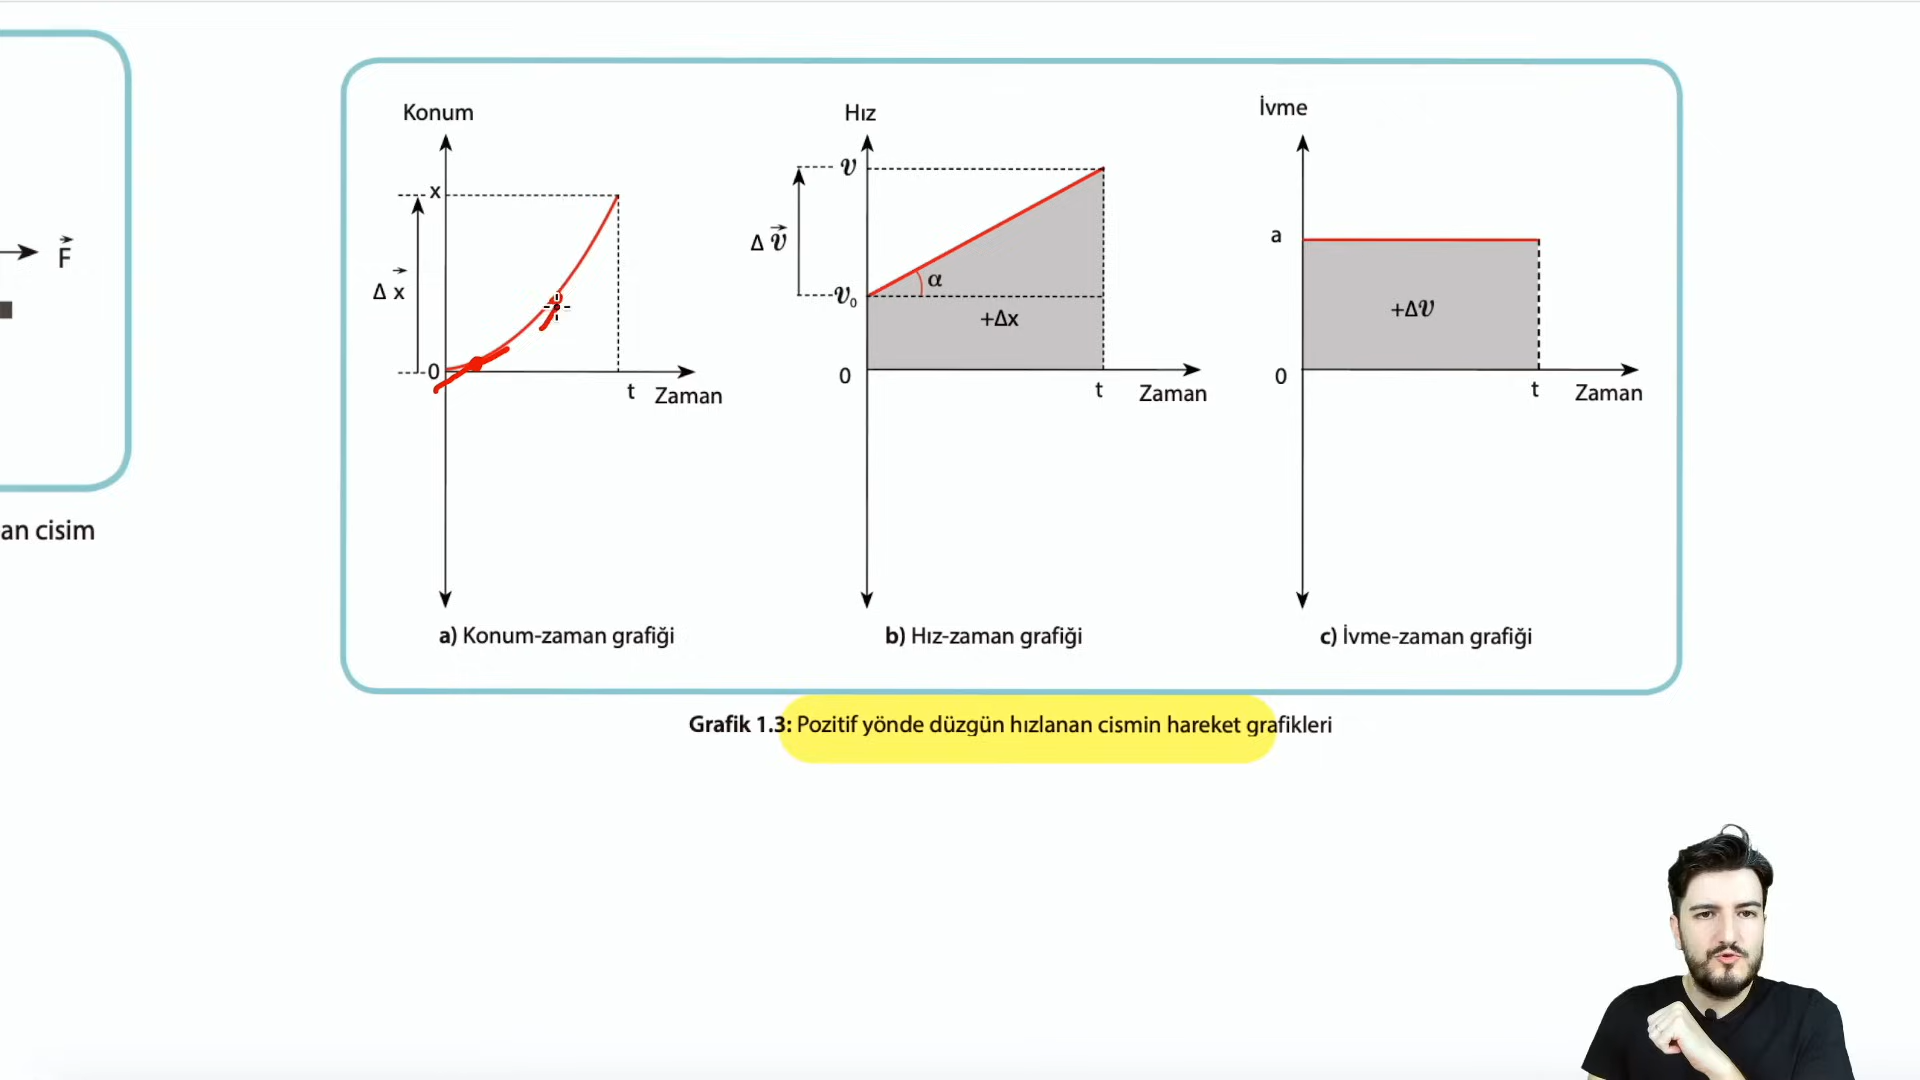 F
an cisim
Konum
x
Δ x
0
t
Zaman
a) Konum-zaman grafiği
Hız
v
Δ v
v₀
α
+Δx
0
t
Zaman
b) Hız-zaman grafiği
İvme
a
+Δv
0
t
Zaman
c) İvme-zaman grafiği
Grafik 1.3: Pozitif yönde düzgün hızlanan cismin hareket grafikleri